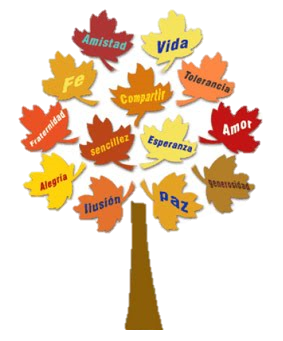 Amistad
Vida
Fe
Compartir
Tolerancia
Fraternidad
sencillez
Esperanza
Amor
Alegría
Ilusión
Paz
generosidad